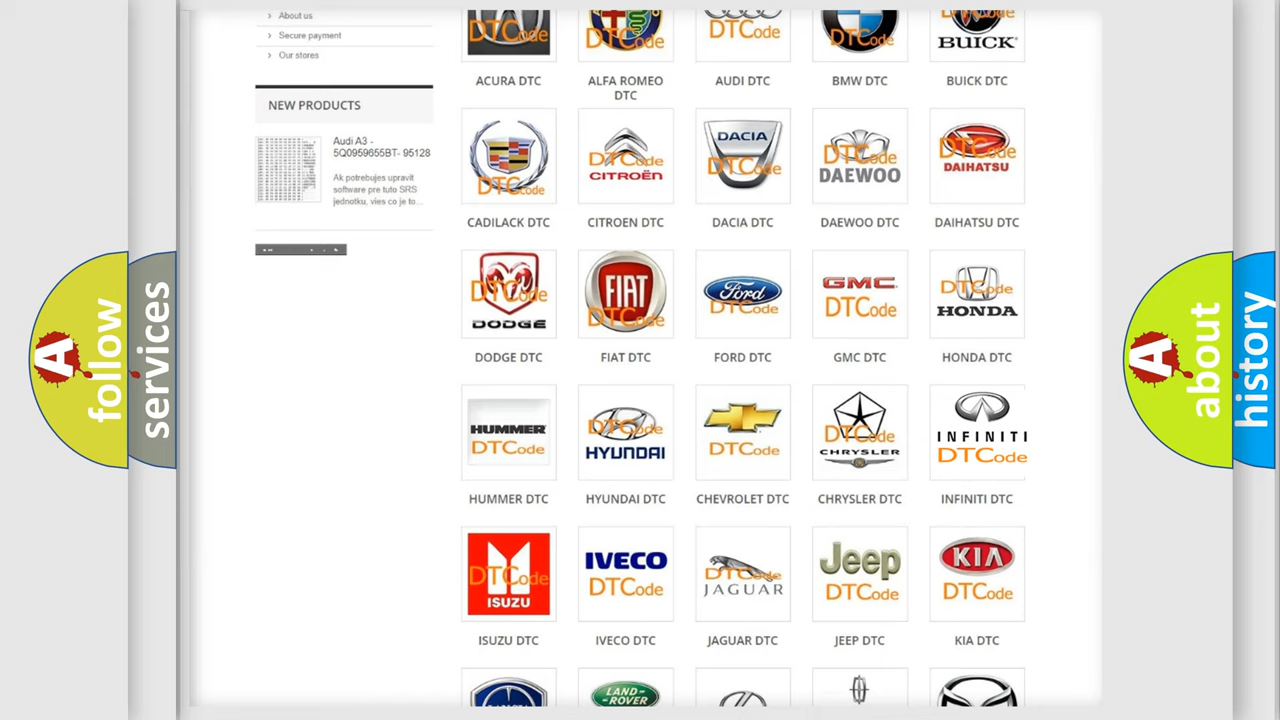 About us
Secure payment
Our stores
NEW PRODUCTS
Audi A3 -
5Q0959655BT- 95128
Ak potrebujes upravit
software pre tuto SRS
jednotku, vies co je to...
DTCode DTCode DTCode DTCode BUICK
ACURA DTC
ALFA ROMEO
DTC
AUDI DTC
BMW DTC
BUICK DTC
DTCode
DTCode
CITROËN
DACIA
DTCode
DTCode
DAEWOO
DTCode
DAIHATSU
CADILACK DTC
CITROEN DTC
DACIA DTC
DAEWOO DTC
DAIHATSU DTC
DTCode
DODGE
FIAT
DTCode
Ford
DTCode
GMC
DTCode
DTCode
HONDA
DODGE DTC
FIAT DTC
FORD DTC
GMC DTC
HONDA DTC
HUMMER
DTCode
DTCode
HYUNDAI
DTCode
DTCode
CHRYSLER
INFINITI
DTCode
HUMMER DTC
HYUNDAI DTC
CHEVROLET DTC
CHRYSLER DTC
INFINITI DTC
DTCode
ISUZU
IVECO
DTCode
DTCode
JAGUAR
Jeep
DTCode
KIA
DTCode
ISUZU DTC
IVECO DTC
JAGUAR DTC
JEEP DTC
KIA DTC
LAND-
ROVER
A
follow
services
A
about
history